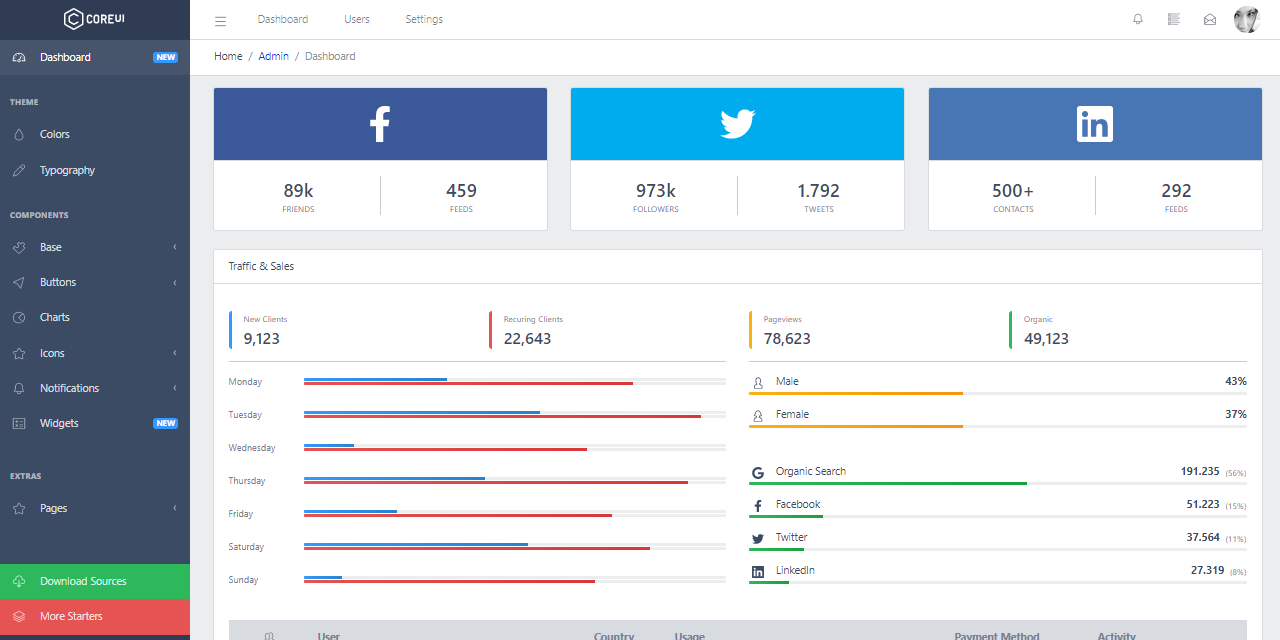 COREUI
Dashboard Users Settings
Dashboard NEW
Home / Admin / Dashboard
THEME
Colors
Typography
COMPONENTS
Base
Buttons
Charts
Icons
Notifications
Widgets NEW
EXTRAS
Pages
Download Sources
More Starters
89k 459
FRIENDS FEEDS
973k 1.792
FOLLOWERS TWEETS
500+ 292
CONTACTS FEEDS
Traffic & Sales
New Clients
9,123
Recuring Clients
22,643
Pageviews
78,623
Organic
49,123
Monday
Tuesday
Wednesday
Thursday
Friday
Saturday
Sunday
Male 43%
Female 37%
Organic Search 191.235 (56%)
Facebook 51.223 (15%)
Twitter 37.564 (11%)
LinkedIn 27.319 (8%)
User Country Usage Payment Method Activity